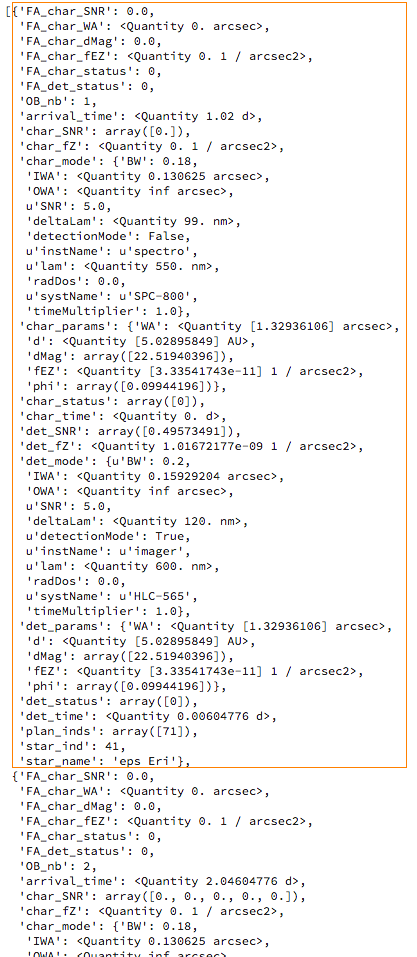 [{'FA_char_SNR': 0.0,
'FA_char_WA': <Quantity 0. arcsec>,
'FA_char_dMag': 0.0,
'FA_char_fEZ': <Quantity 0. 1 / arcsec2>,
'FA_char_status': 0,
'FA_det_status': 0,
'OB_nb': 1,
'arrival_time': <Quantity 1.02 d>,
'char_SNR': array([0.]),
'char_fZ': <Quantity 0. 1 / arcsec2>,
'char_mode': {'BW': 0.18,
'IWA': <Quantity 0.130625 arcsec>,
'OWA': <Quantity inf arcsec>,
u'SNR': 5.0,
'deltaLam': <Quantity 99. nm>,
'detectionMode': False,
u'instName': u'spectro',
u'lam': <Quantity 550. nm>,
'radDos': 0.0,
u'systName': u'SPC-800',
'timeMultiplier': 1.0},
'char_params': {'WA': <Quantity [1.32936106] arcsec>,
'd': <Quantity [5.02895849] AU>,
'dMag': array([22.51940396]),
'fEZ': <Quantity [3.33541743e-11] 1 / arcsec2>,
'phi': array([0.09944196])},
'char_status': array([0]),
'char_time': <Quantity 0. d>,
'det_SNR': array([0.49573491]),
'det_fZ': <Quantity 1.01672177e-09 1 / arcsec2>,
'det_mode': {u'BW': 0.2,
'IWA': <Quantity 0.15929204 arcsec>,
'OWA': <Quantity inf arcsec>,
u'SNR': 5.0,
'deltaLam': <Quantity 120. nm>,
u'detectionMode': True,
u'instName': u'imager',
u'lam': <Quantity 600. nm>,
'radDos': 0.0,
u'systName': u'HLC-565',
'timeMultiplier': 1.0},
'det_params': {'WA': <Quantity [1.32936106] arcsec>,
'd': <Quantity [5.02895849] AU>,
'dMag': array([22.51940396]),
'fEZ': <Quantity [3.33541743e-11] 1 / arcsec2>,
'phi': array([0.09944196])},
'det_status': array([0]),
'det_time': <Quantity 0.00604776 d>,
'plan_inds': array([71]),
'star_ind': 41,
'star_name': 'eps Eri'},
{'FA_char_SNR': 0.0,
'FA_char_WA': <Quantity 0. arcsec>,
'FA_char_dMag': 0.0,
'FA_char_fEZ': <Quantity 0. 1 / arcsec2>,
'FA_char_status': 0,
'FA_det_status': 0,
'OB_nb': 2,
'arrival_time': <Quantity 2.04604776 d>,
'char_SNR': array([0., 0., 0., 0., 0.]),
'char_fZ': <Quantity 0. 1 / arcsec2>,
'char_mode': {'BW': 0.18,
'IWA': <Quantity 0.130625 arcsec>,
'OWA': <Quantity inf arcsec>,